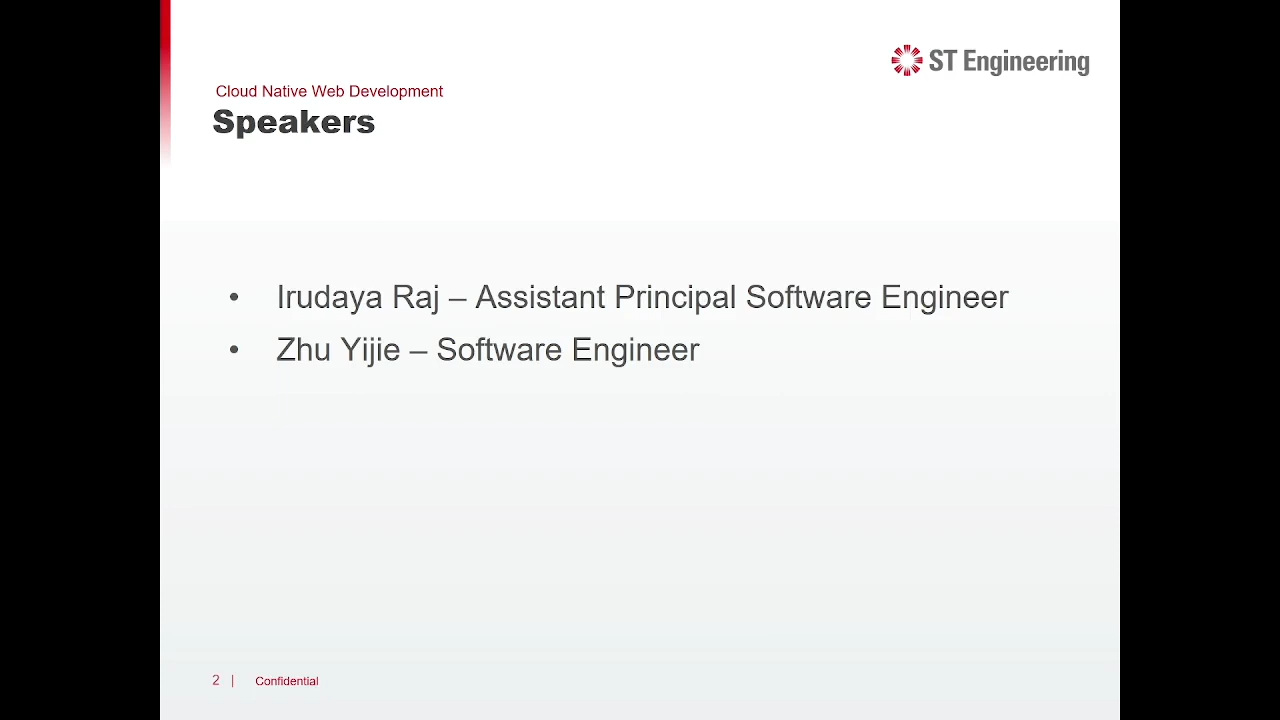 ST Engineering
Cloud Native Web Development
Speakers
• Irudaya Raj – Assistant Principal Software Engineer
• Zhu Yijie – Software Engineer
2 | Confidential